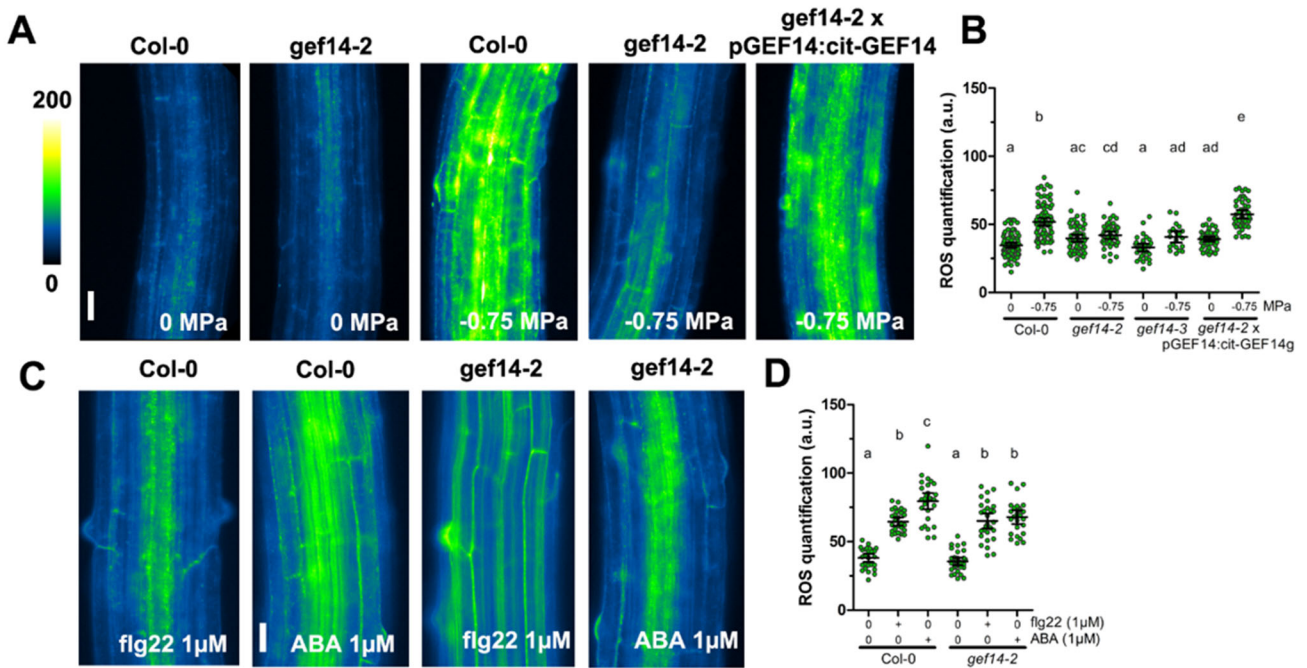 A
Col-0
gef14-2
Col-0
gef14-2
gef14-2 x
pGEF14:cit-GEF14
200
0
0 MPa
0 MPa
-0.75 MPa
-0.75 MPa
-0.75 MPa
B
ROS quantification (a.u.)
150
100
50
0
a b ac cd a ad ad e
0 -0.75 0 -0.75 0 -0.75 0 -0.75 MPa
Col-0 gef14-2 gef14-3 gef14-2 x
pGEF14:cit-GEF14g
C
Col-0
Col-0
gef14-2
gef14-2
flg22 1µM
ABA 1µM
flg22 1µM
ABA 1µM
D
ROS quantification (a.u.)
150
100
50
0
a b c a b b
0 + 0 0 + 0 flg22 (1µM)
0 0 + 0 0 + ABA (1µM)
Col-0 gef14-2